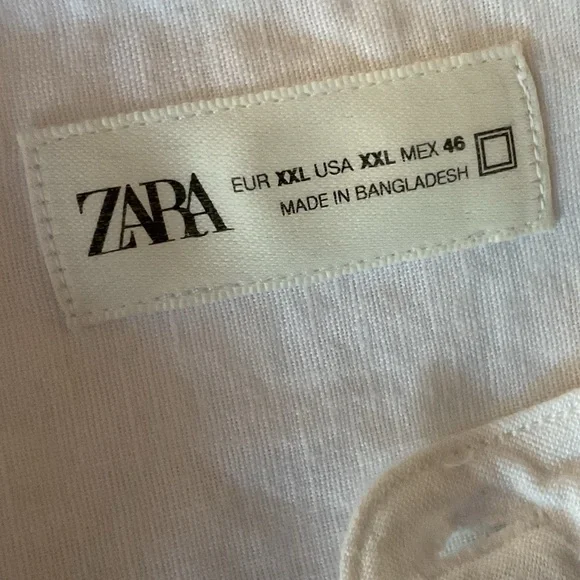 ZARA
EUR XXL USA XXL MEX 46
MADE IN BANGLADESH